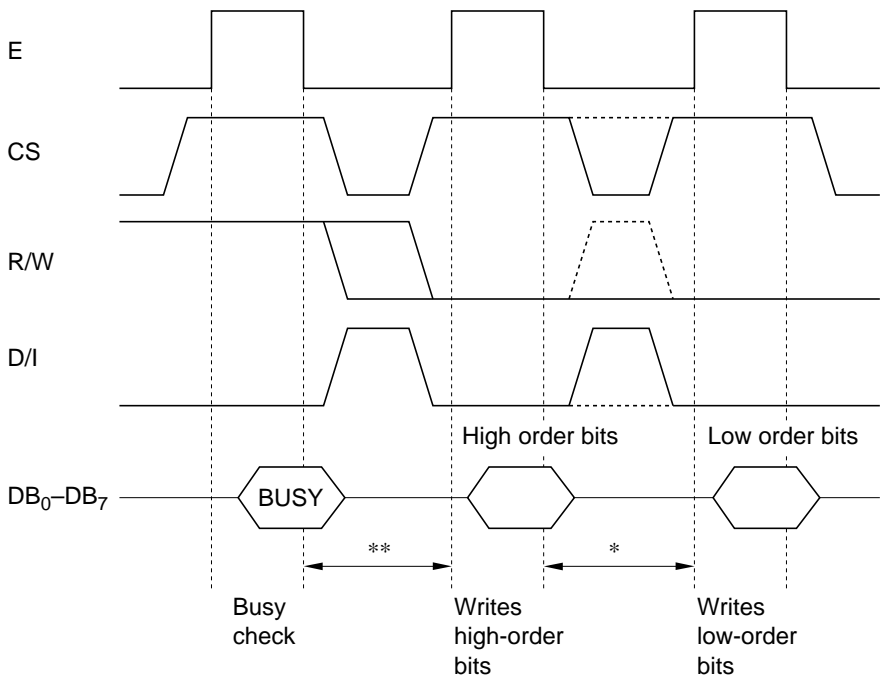 E
CS
R/W
D/I
High order bits
Low order bits
DB0–DB7
BUSY
**
*
Busy
check
Writes
high-order
bits
Writes
low-order
bits